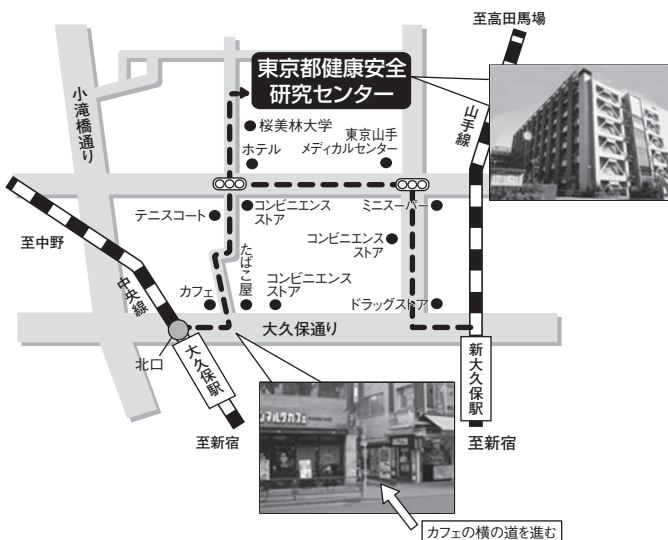 至高田馬場
東京都健康安全
研究センター
小滝橋通り
山手線
桜美林大学
ホテル
東京山手
メディカルセンター
テニスコート
コンビニエンス
ストア
ミニスーパー
コンビニエンス
ストア
至中野
中央線
たばこ屋
カフェ
コンビニエンス
ストア
ドラッグストア
大久保通り
北口
大久保駅
新大久保駅
至新宿
至新宿
カフェの横の道を進む